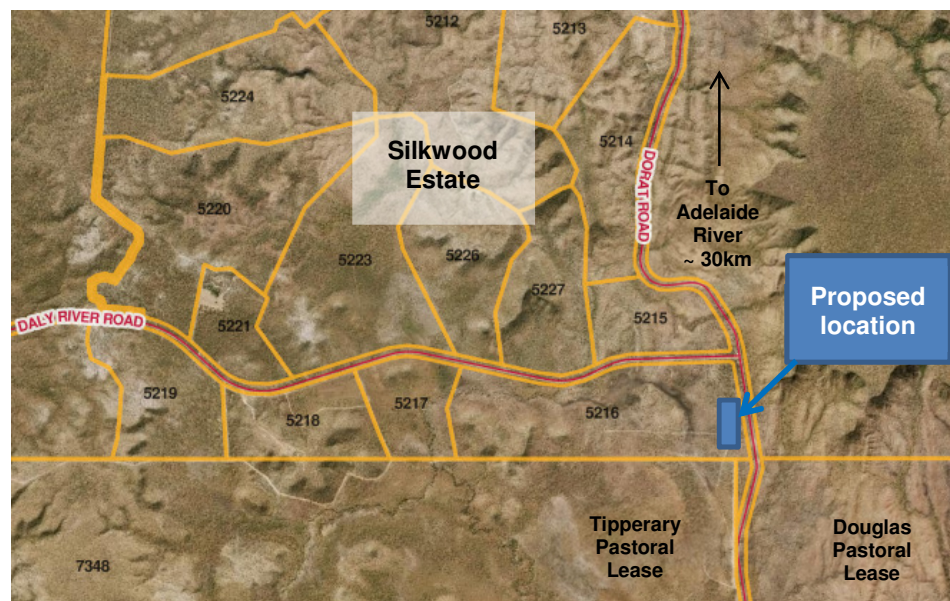 5212
5213
5224
5214
Silkwood
Estate
DORAT ROAD
To
Adelaide
River
~ 30km
5220
5223
5226
5227
Proposed
location
DALY RIVER ROAD
5221
5215
5219
5218
5217
5216
Tipperary
Pastoral
Lease
Douglas
Pastoral
Lease
7348